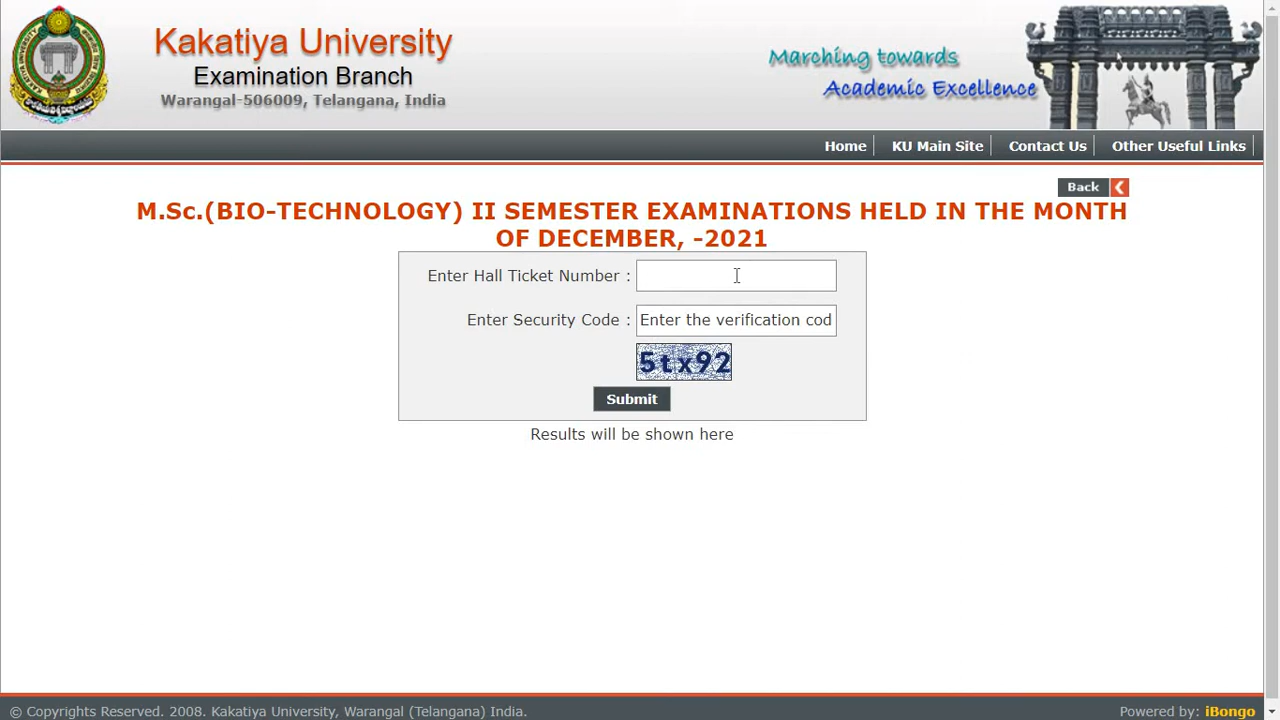 Kakatiya University
Examination Branch
Warangal-506009, Telangana, India
Marching towards
Academic Excellence
Home
KU Main Site
Contact Us
Other Useful Links
Back
M.Sc.(BIO-TECHNOLOGY) II SEMESTER EXAMINATIONS HELD IN THE MONTH
OF DECEMBER, -2021
Enter Hall Ticket Number :
Enter Security Code : Enter the verification cod
5tx92
Submit
Results will be shown here
© Copyrights Reserved. 2008. Kakatiya University, Warangal (Telangana) India.
Powered by: iBongo